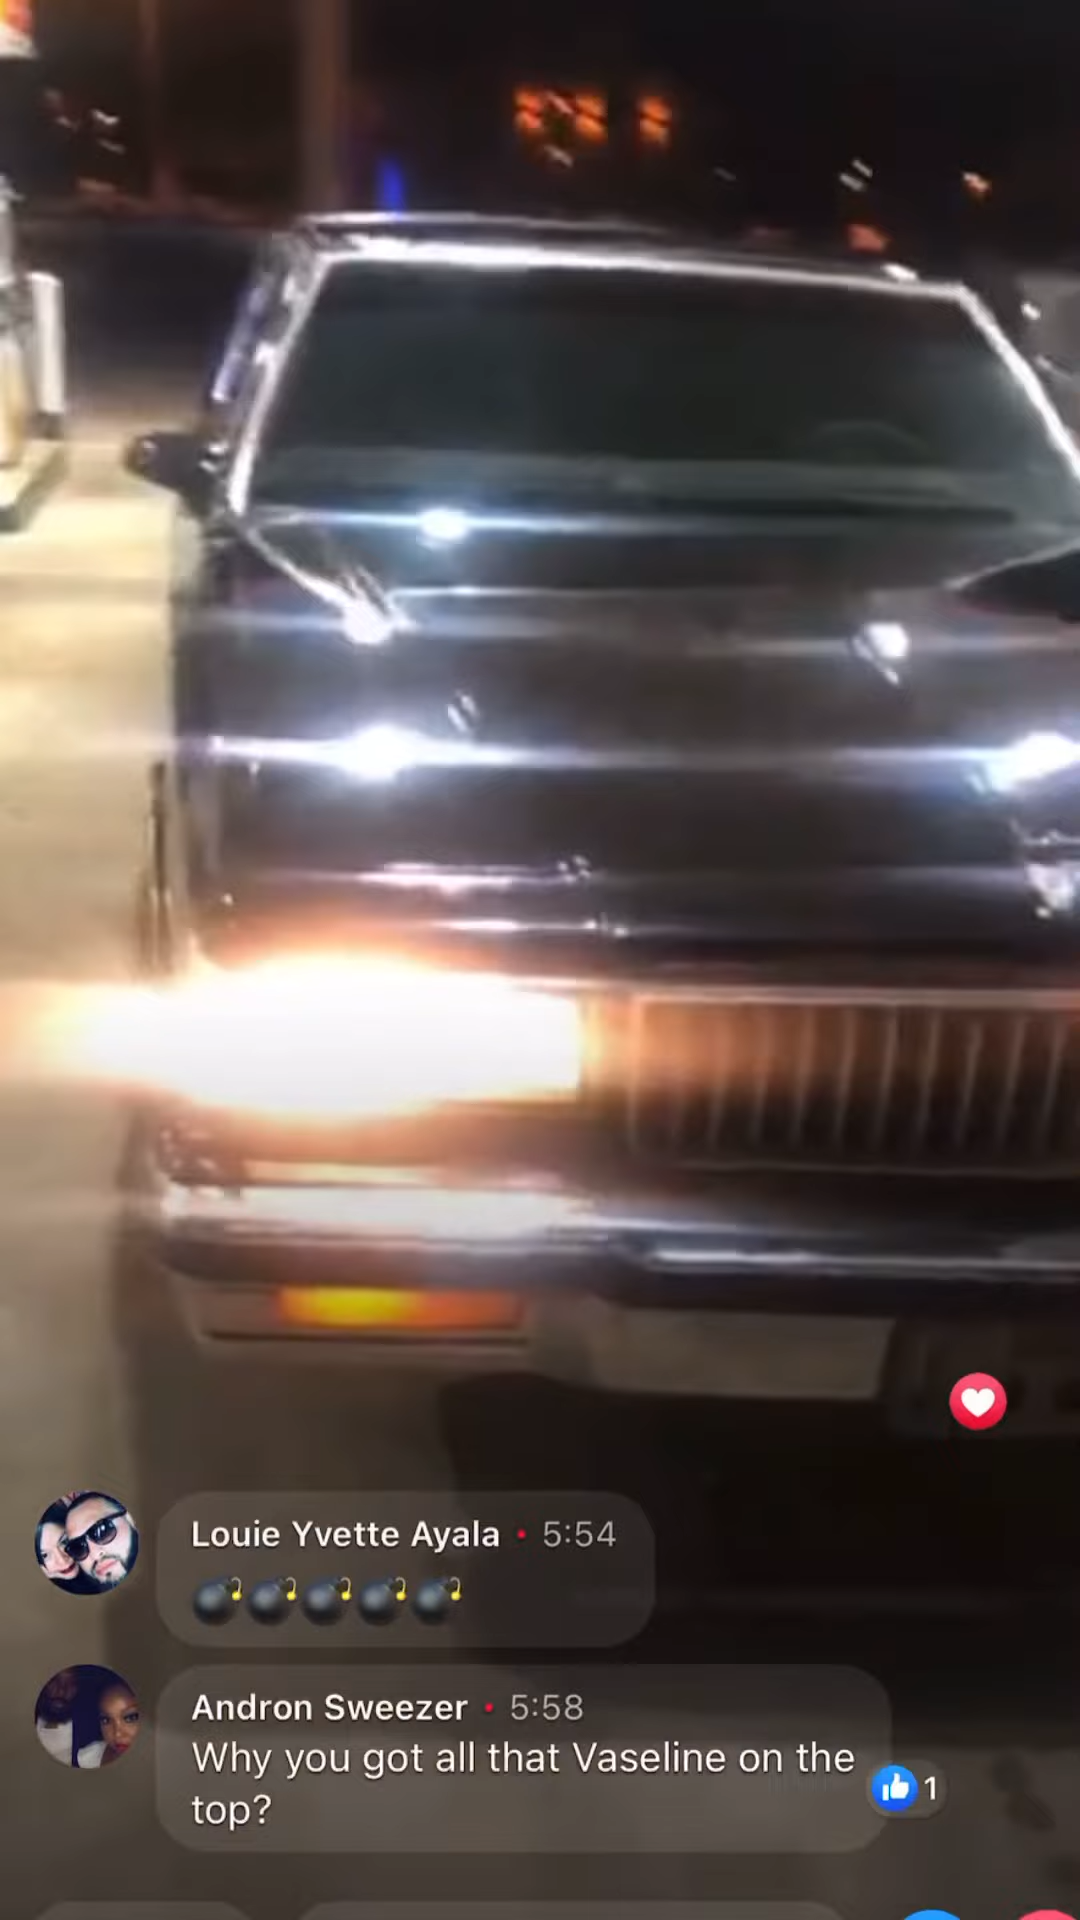 Louie Yvette Ayala • 5:54
💣💣💣💣💣
Andron Sweezer • 5:58
Why you got all that Vaseline on the
top?
1